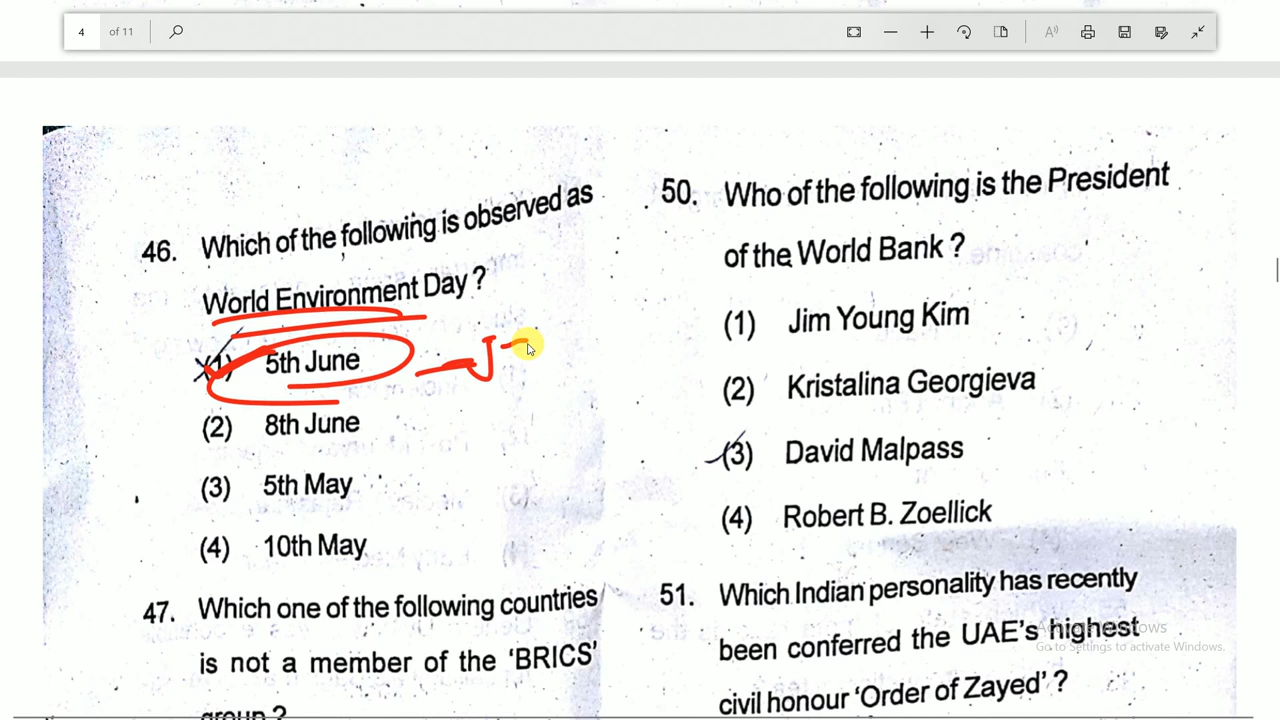 4 of 11
46. Which of the following is observed as
World Environment Day ?
(1) 5th June
(2) 8th June
(3) 5th May
(4) 10th May
47. Which one of the following countries
is not a member of the 'BRICS'
group ?
50. Who of the following is the President
of the World Bank ?
(1) Jim Young Kim
(2) Kristalina Georgieva
(3) David Malpass
(4) Robert B. Zoellick
51. Which Indian personality has recently
been conferred the UAE's highest
civil honour 'Order of Zayed' ?
Activate Windows
Go to Settings to activate Windows.